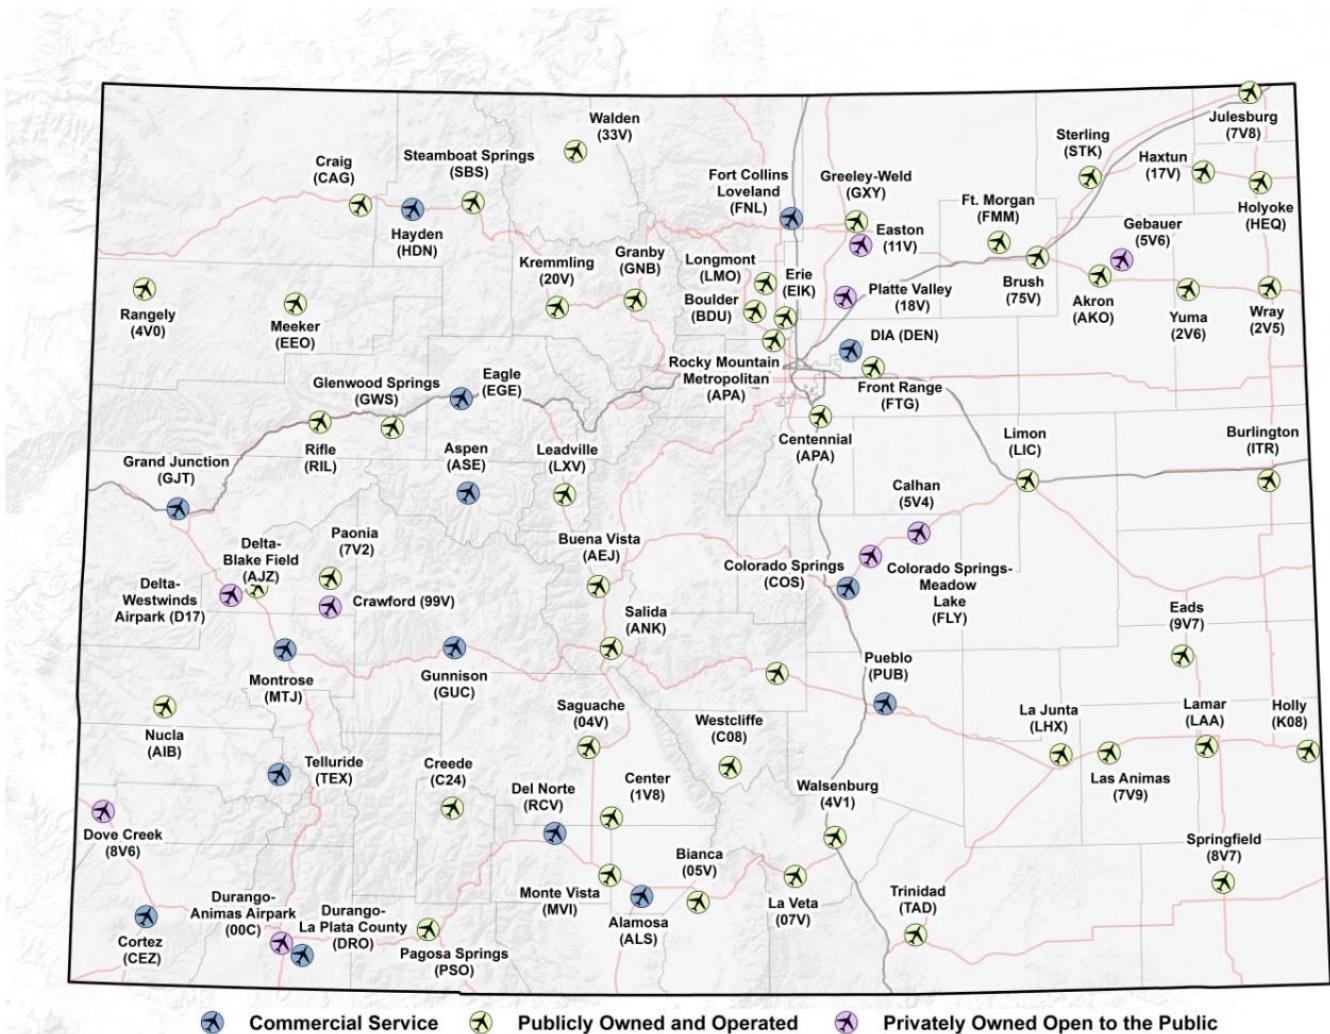 Walden
(33V)
Julesburg
(7V8)
Sterling
(STK)
Haxtun
(17V)
Craig
(CAG)
Steamboat Springs
(SBS)
Fort Collins
Loveland
(FNL)
Greeley-Weld
(GXY)
Ft. Morgan
(FMM)
Holyoke
(HEQ)
Hayden
(HDN)
Easton
(11V)
Gebauer
(5V6)
Kremmling
(20V)
Granby
(GNB)
Longmont
(LMO)
Erie
(EIK)
Boulder
(BDU)
Platte Valley
(18V)
Brush
(75V)
Akron
(AKO)
Yuma
(2V6)
Wray
(2V5)
Rangely
(4V0)
Meeker
(EEO)
DIA (DEN)
Rocky Mountain
Metropolitan
(APA)
Front Range
(FTG)
Glenwood Springs
(GWS)
Eagle
(EGE)
Rifle
(RIL)
Aspen
(ASE)
Leadville
(LXV)
Centennial
(APA)
Limon
(LIC)
Burlington
(ITR)
Grand Junction
(GJT)
Calhan
(5V4)
Delta-
Blake Field
(AJZ)
Paonia
(7V2)
Buena Vista
(AEJ)
Colorado Springs
(COS)
Colorado Springs-
Meadow
Lake
(FLY)
Delta-
Westwinds
Airpark (D17)
Crawford (99V)
Salida
(ANK)
Eads
(9V7)
Montrose
(MTJ)
Gunnison
(GUC)
Pueblo
(PUB)
Nucla
(AIB)
Saguache
(04V)
Westcliffe
(C08)
La Junta
(LHX)
Lamar
(LAA)
Holly
(K08)
Telluride
(TEX)
Creede
(C24)
Del Norte
(RCV)
Center
(1V8)
Walsenburg
(4V1)
Las Animas
(7V9)
Dove Creek
(8V6)
Bianca
(05V)
Springfield
(8V7)
Durango-
Animas Airpark
(00C)
Durango-
La Plata County
(DRO)
Monte Vista
(MVI)
Alamosa
(ALS)
La Veta
(07V)
Trinidad
(TAD)
Cortez
(CEZ)
Pagosa Springs
(PSO)
Commercial Service
Publicly Owned and Operated
Privately Owned Open to the Public